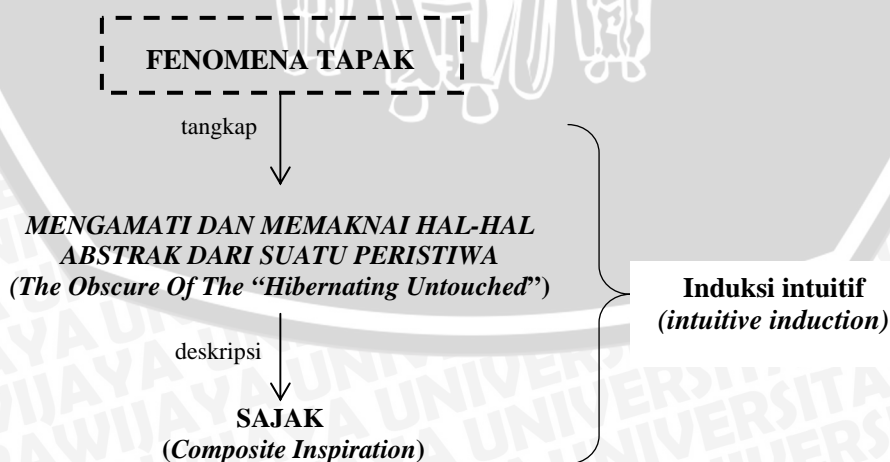 FENOMENA TAPAK
tangkap
MENGAMATI DAN MEMAKNAI HAL-HAL
ABSTRAK DARI SUATU PERISTIWA
(The Obscure Of The “Hibernating Untouched”)
Induksi intuitif
(intuitive induction)
deskripsi
SAJAK
(Composite Inspiration)